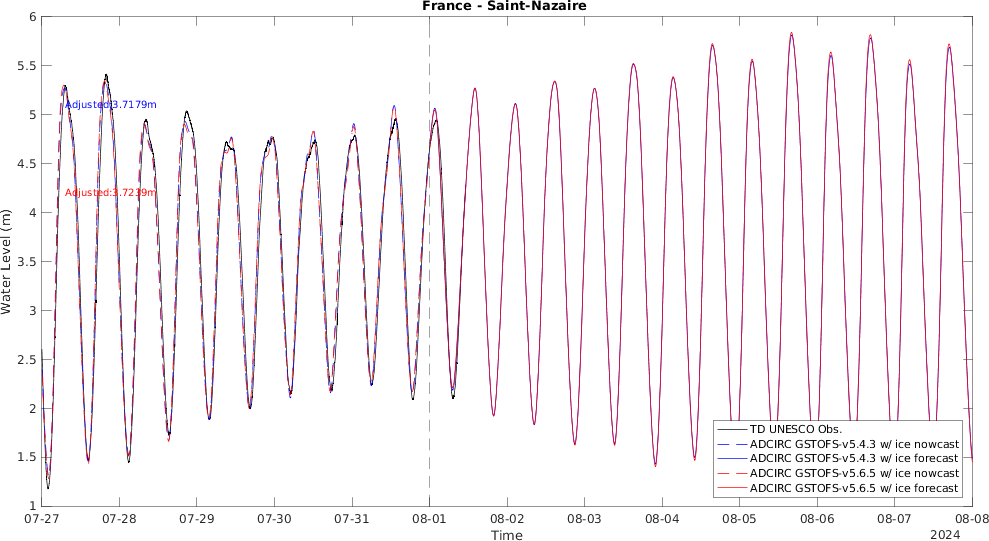 France - Saint-Nazaire
6
5.5
5
4.5
4
3.5
3
2.5
2
1.5
1
Water Level (m)
Adjusted:3.7179m
Adjusted:3.7239m
TD UNESCO Obs.
ADCIRC GSTOFS-v5.4.3 w/ ice nowcast
ADCIRC GSTOFS-v5.4.3 w/ ice forecast
ADCIRC GSTOFS-v5.6.5 w/ ice nowcast
ADCIRC GSTOFS-v5.6.5 w/ ice forecast
07-27 07-28 07-29 07-30 07-31 08-01 08-02 08-03 08-04 08-05 08-06 08-07 08-08
Time
2024